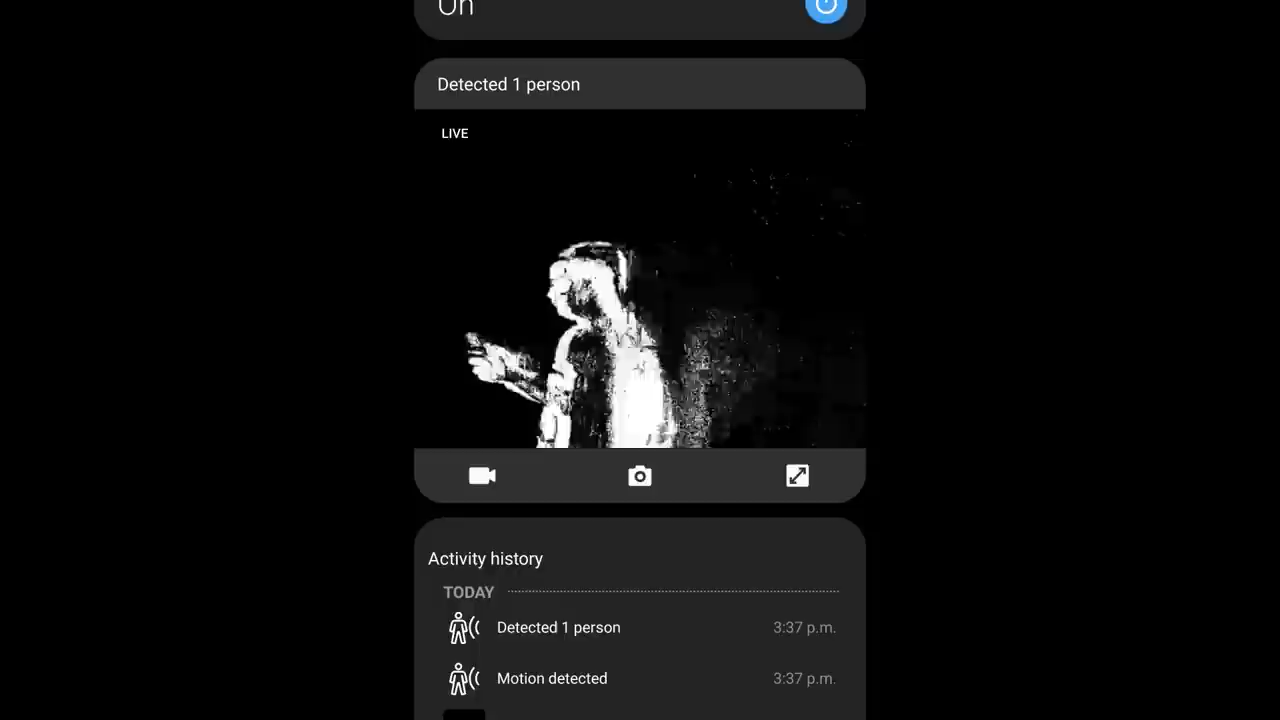 On
Detected 1 person
LIVE
Activity history
TODAY
Detected 1 person 3:37 p.m.
Motion detected 3:37 p.m.